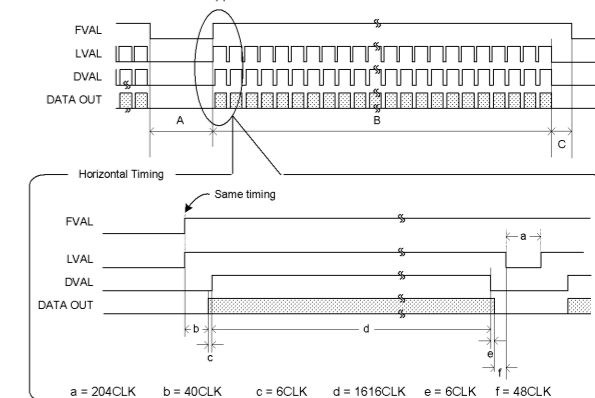 FVAL
LVAL
DVAL
DATA OUT
A
B
C
Horizontal Timing
Same timing
FVAL
LVAL
a
DVAL
DATA OUT
b
d
c
e
f
a = 204CLK b = 40CLK c = 6CLK d = 1616CLK e = 6CLK f = 48CLK